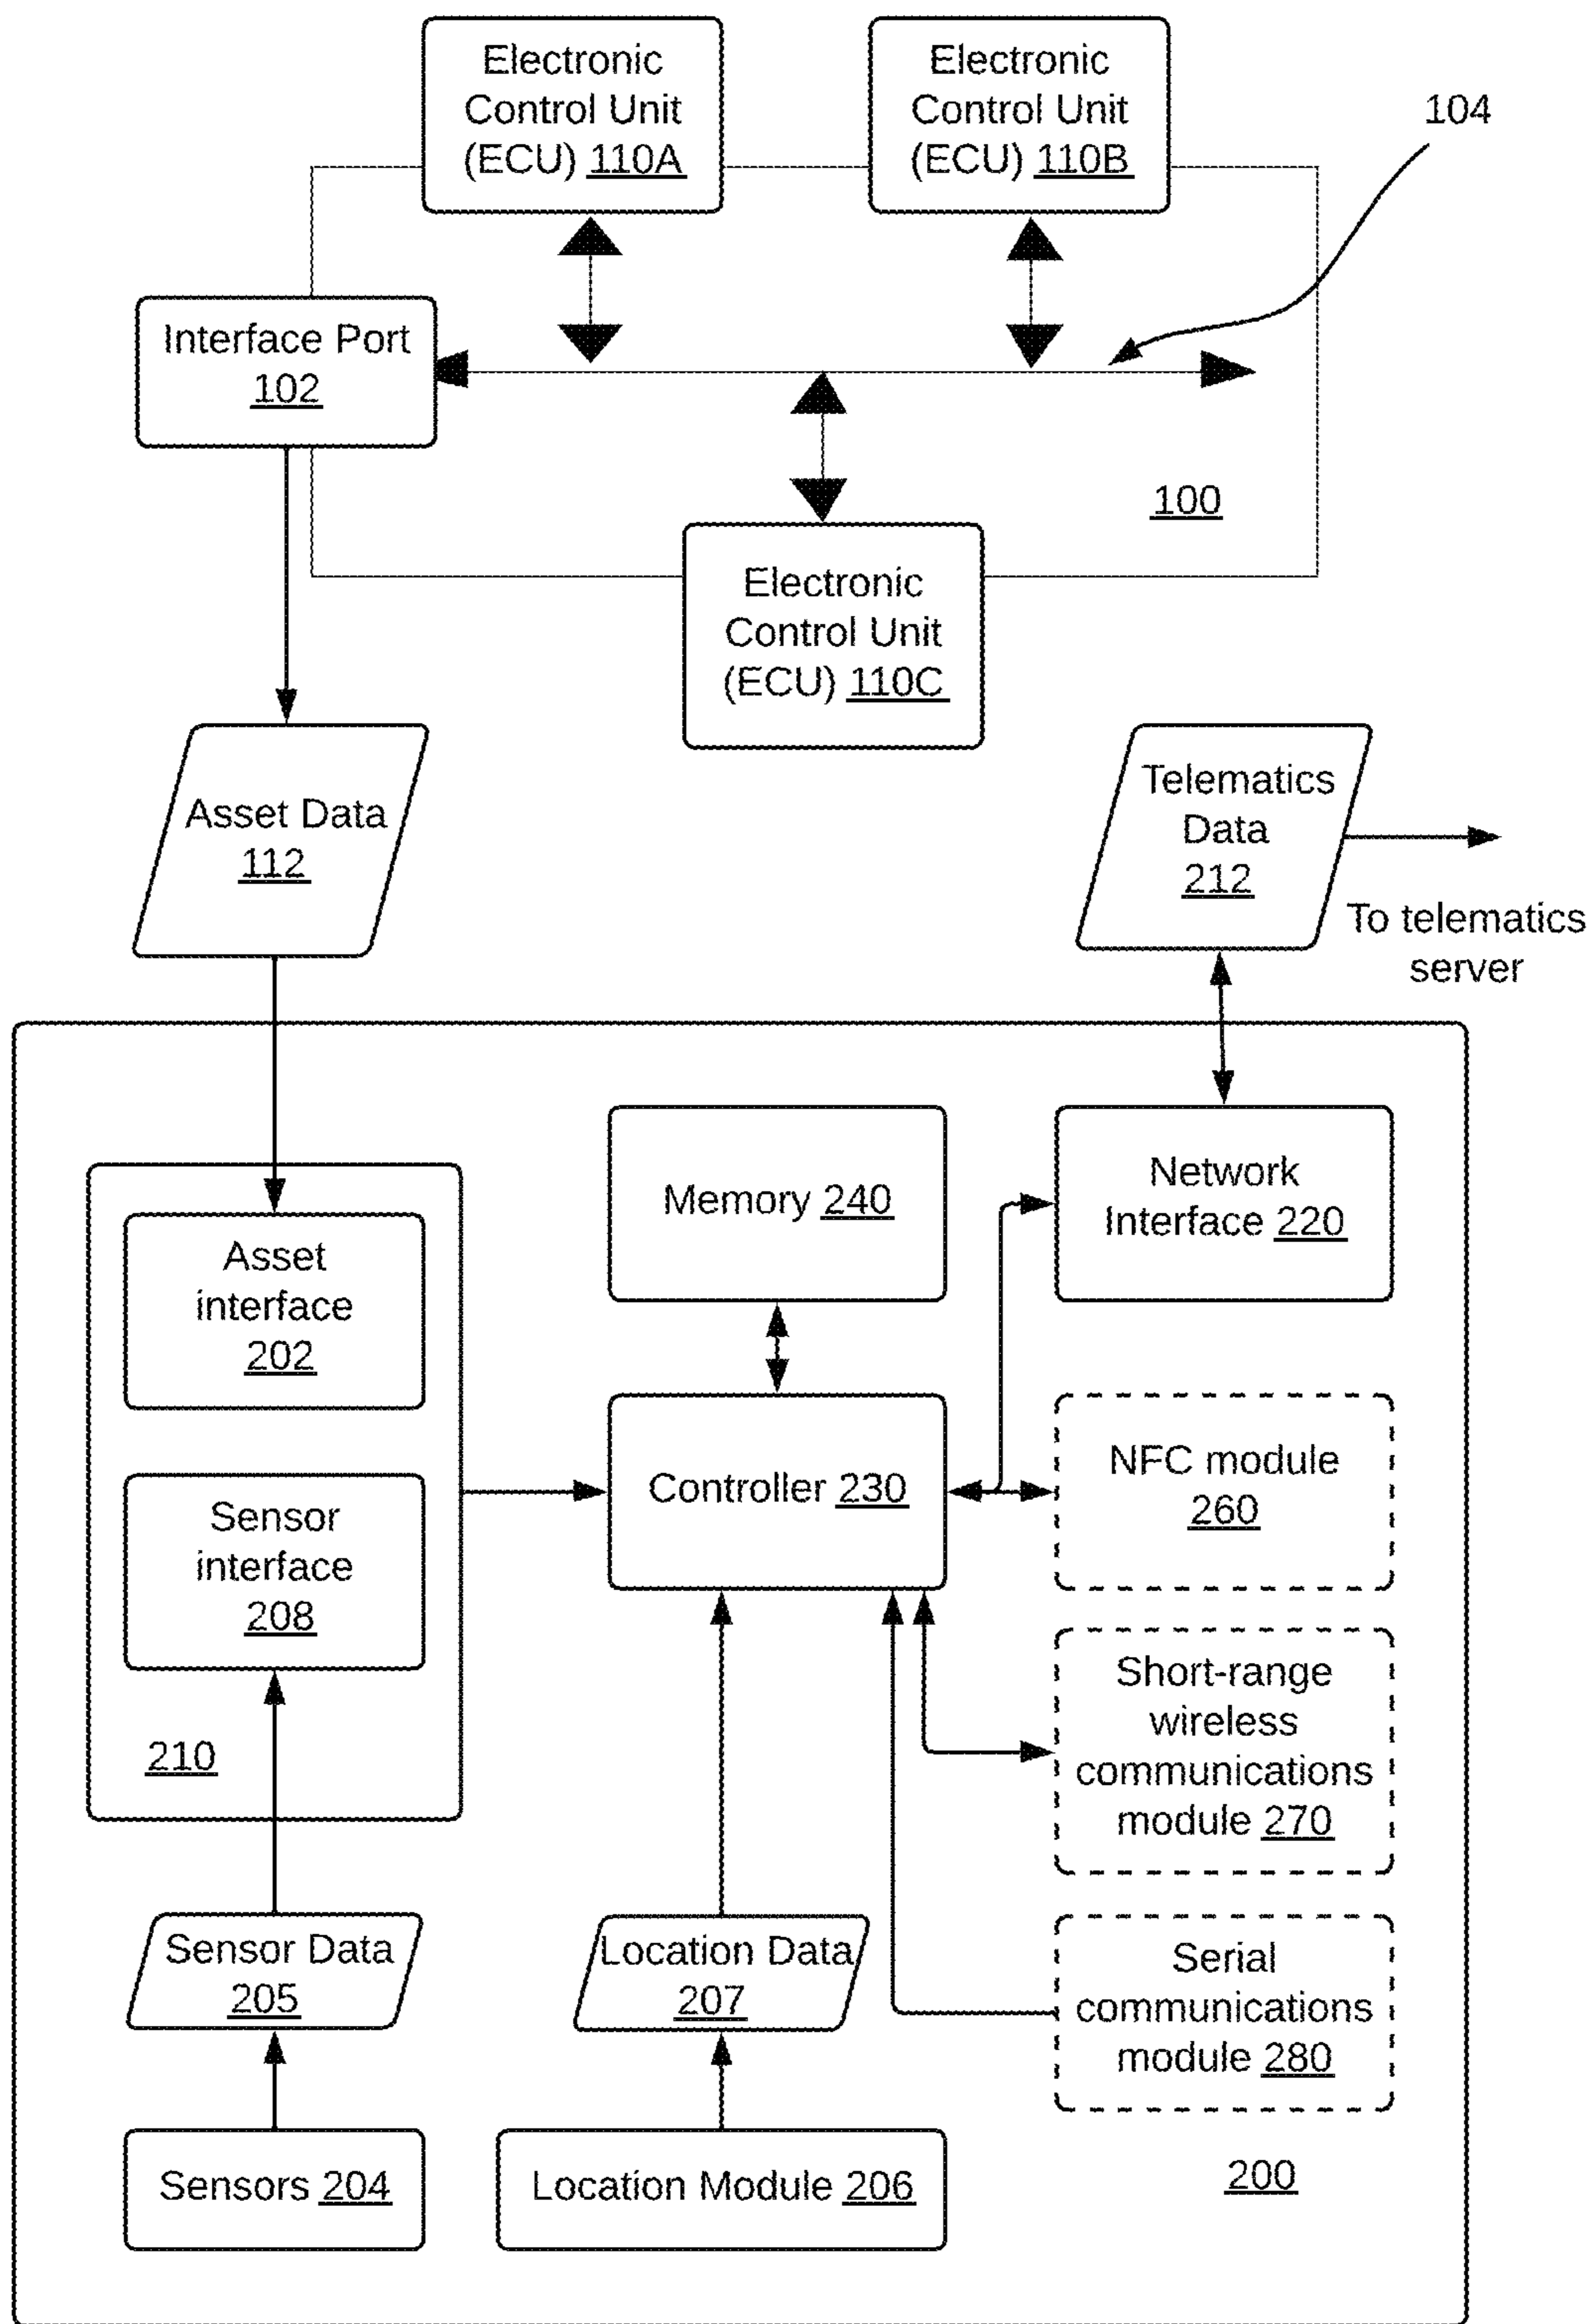 Electronic
Control Unit
(ECU) 110A
Electronic
Control Unit
(ECU) 110B
104
Interface Port
102
100
Electronic
Control Unit
(ECU) 110C
Asset Data
112
Telematics
Data
212
To telematics
server
Asset
interface
202
Memory 240
Network
Interface 220
Sensor
interface
208
Controller 230
NFC module
260
210
Short-range
wireless
communications
module 270
Sensor Data
205
Location Data
207
Serial
communications
module 280
Sensors 204
Location Module 206
200